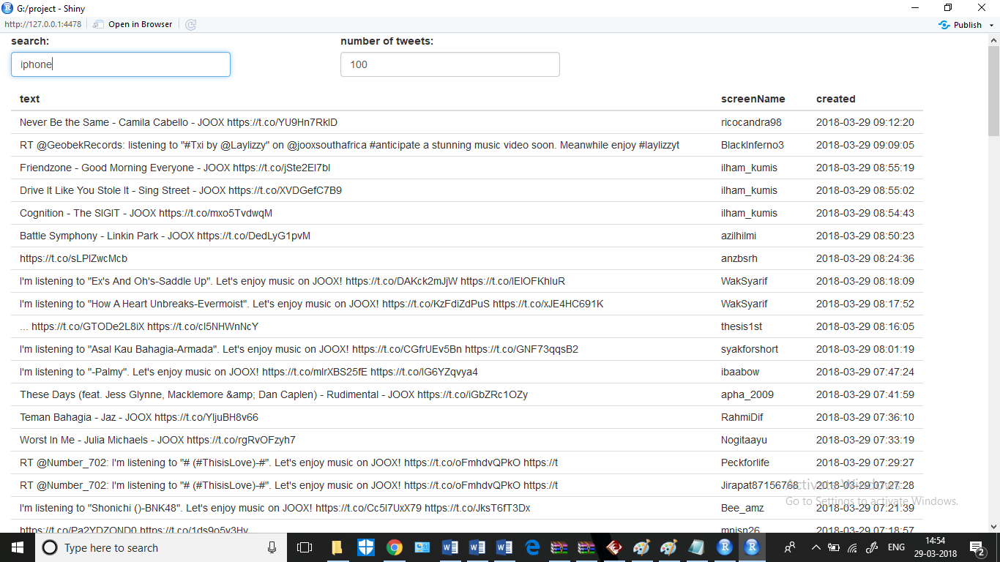 G:/project - Shiny
http://127.0.0.1:4478 Open in Browser Publish
search: number of tweets:
iphone 100
text screenName created
Never Be the Same - Camila Cabello - JOOX https://t.co/YU9Hn7RklD ricocandra98 2018-03-29 09:12:20
RT @GeobekRecords: listening to "#Txi by @Laylizzy" on @jooxsouthafrica #anticipate a stunning music video soon. Meanwhile enjoy #laylizzyt BlackInferno3 2018-03-29 09:09:05
Friendzone - Good Morning Everyone - JOOX https://t.co/jSte2El7bl ilham_kumis 2018-03-29 08:55:19
Drive It Like You Stole It - Sing Street - JOOX https://t.co/XVDGefC7B9 ilham_kumis 2018-03-29 08:55:02
Cognition - The SIGIT - JOOX https://t.co/mxo5TvdwqM ilham_kumis 2018-03-29 08:54:43
Battle Symphony - Linkin Park - JOOX https://t.co/DedLyG1pvM azilhilmi 2018-03-29 08:50:23
https://t.co/sLPlZwcMcb anzbsrh 2018-03-29 08:24:36
I'm listening to "Ex's And Oh's-Saddle Up". Let's enjoy music on JOOX! https://t.co/DAKck2mJjW https://t.co/lElOFKhluR WakSyarif 2018-03-29 08:18:09
I'm listening to "How A Heart Unbreaks-Evermoist". Let's enjoy music on JOOX! https://t.co/KzFdiZdPuS https://t.co/xJE4HC691K WakSyarif 2018-03-29 08:17:52
... https://t.co/GTODe2L8iX https://t.co/cl5NHWnNcY thesis1st 2018-03-29 08:16:05
I'm listening to "Asal Kau Bahagia-Armada". Let's enjoy music on JOOX! https://t.co/CGfrUEv5Bn https://t.co/GNF73qqsB2 syakforshort 2018-03-29 08:01:19
I'm listening to "-Palmy". Let's enjoy music on JOOX! https://t.co/mlrXBS25fE https://t.co/lG6YZqvya4 ibaabow 2018-03-29 07:47:24
These Days (feat. Jess Glynne, Macklemore &amp; Dan Caplen) - Rudimental - JOOX https://t.co/iGbZRc1OZy apha_2009 2018-03-29 07:41:59
Teman Bahagia - Jaz - JOOX https://t.co/YljuBH8v66 RahmiDif 2018-03-29 07:36:10
Worst In Me - Julia Michaels - JOOX https://t.co/rgRvOFzyh7 Nogitaayu 2018-03-29 07:33:19
RT @Number_702: I'm listening to "# (#ThisisLove)-#". Let's enjoy music on JOOX! https://t.co/oFmhdvQPkO https://t Peckforlife 2018-03-29 07:29:27
RT @Number_702: I'm listening to "# (#ThisisLove)-#". Let's enjoy music on JOOX! https://t.co/oFmhdvQPkO https://t Jirapat87156768 2018-03-29 07:27:28
Activate Windows
Go to Settings to activate Windows.
I'm listening to "Shonichi ()-BNK48". Let's enjoy music on JOOX! https://t.co/Cc5l7UxX79 https://t.co/JksT6fT3Dx Bee_amz 2018-03-29 07:21:39
https://t.co/Pa2YDZOND0 https://t.co/1ds9o5v3Hv mnisn26 2018-03-29 07:18:57
Type here to search ENG 14:54
29-03-2018 2